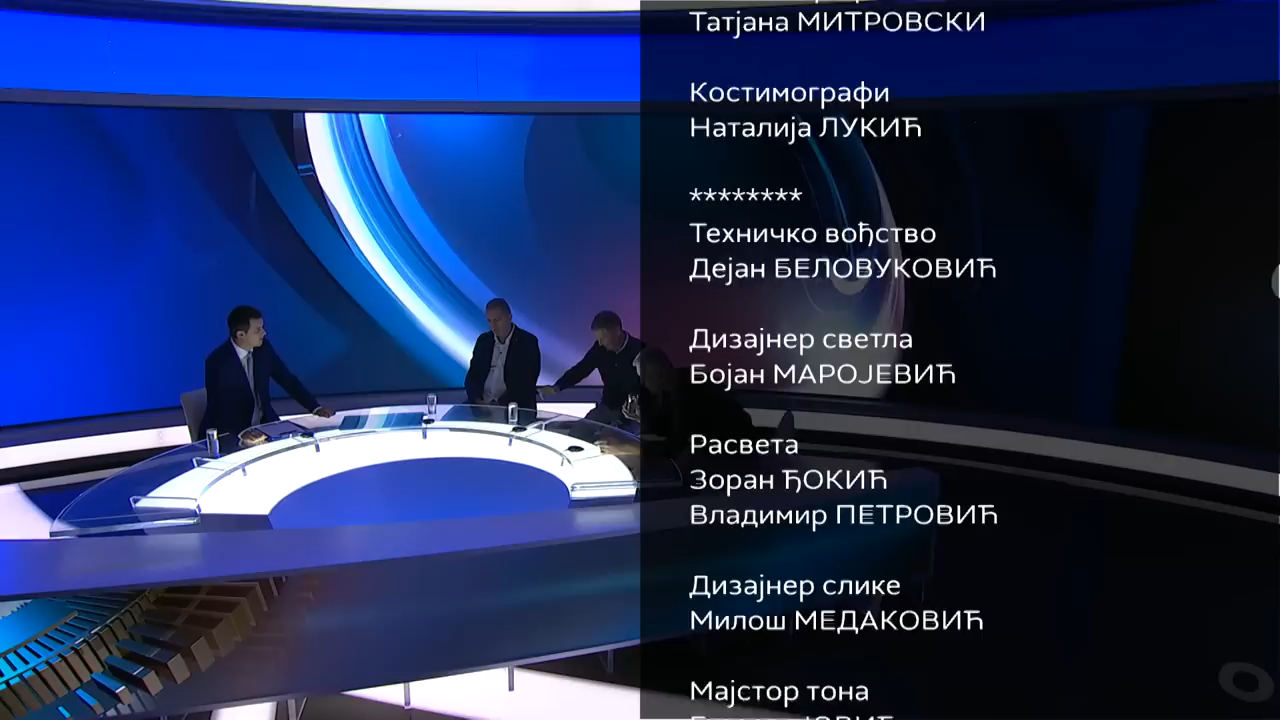 Татјана МИТРОВСКИ
Костимографи
Наталија ЛУКИЋ
********
Техничко вођство
Дејан БЕЛОВУКОВИЋ
Дизајнер светла
Бојан МАРОЈЕВИЋ
Расвета
Зоран ЂОКИЋ
Владимир ПЕТРОВИЋ
Дизајнер слике
Милош МЕДАКОВИЋ
Мајстор тона